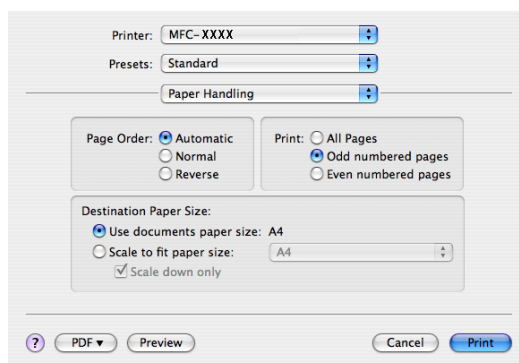 Printer: MFC-XXXX
Presets: Standard
Paper Handling
Page Order: Automatic
Normal
Reverse
Print: All Pages
Odd numbered pages
Even numbered pages
Destination Paper Size:
Use documents paper size: A4
Scale to fit paper size: A4
Scale down only
? PDF ▼ Preview Cancel Print